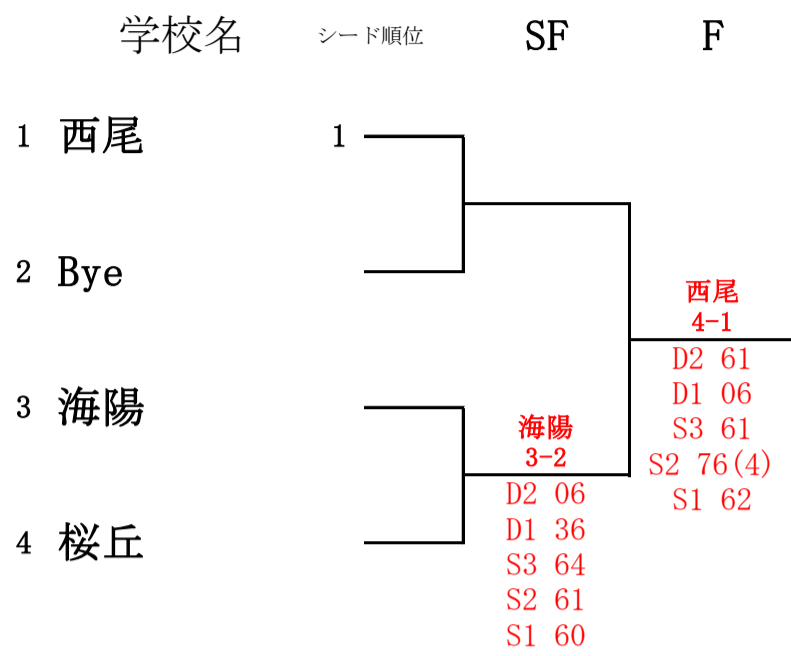 学校名 シード順位 SF F
1 西尾 1
2 Bye
西尾
4-1
D2 61
D1 06
S3 61
S2 76(4)
S1 62
3 海陽
海陽
3-2
D2 06
D1 36
S3 64
S2 61
S1 60
4 桜丘